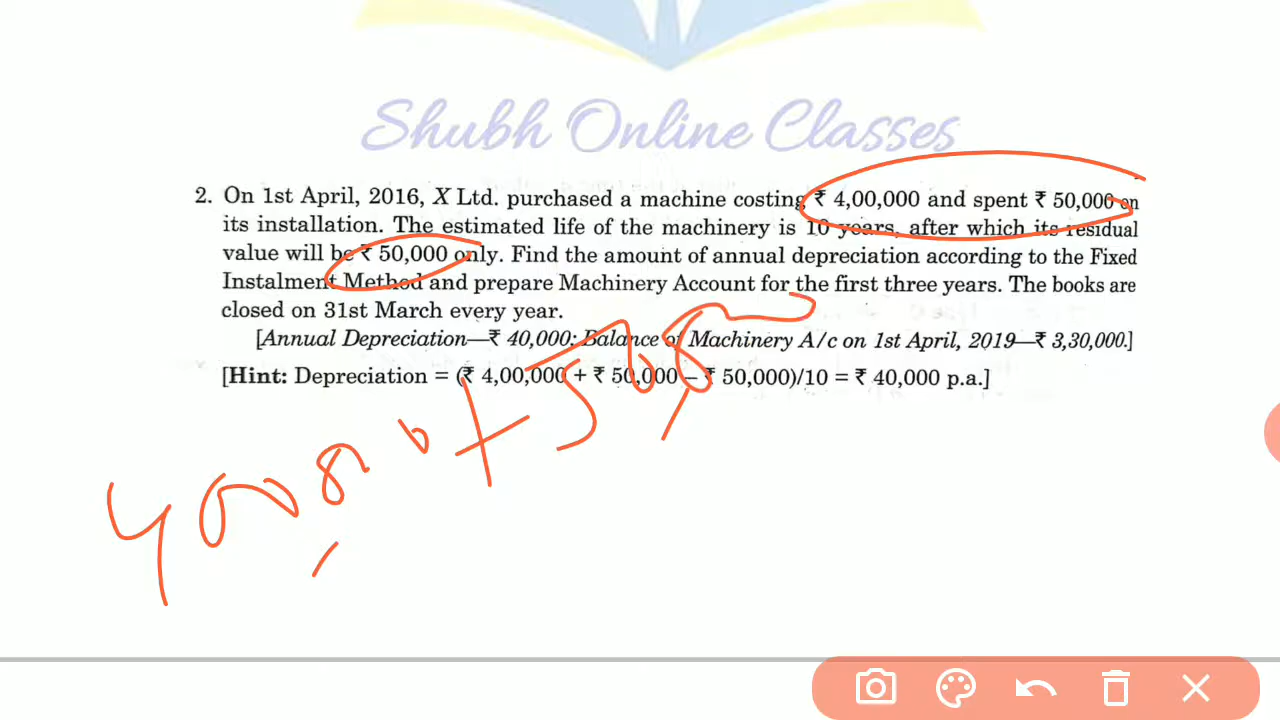 Shubh Online Classes
2. On 1st April, 2016, X Ltd. purchased a machine costing ₹ 4,00,000 and spent ₹ 50,000 on
its installation. The estimated life of the machinery is 10 years, after which its residual
value will be ₹ 50,000 only. Find the amount of annual depreciation according to the Fixed
Instalment Method and prepare Machinery Account for the first three years. The books are
closed on 31st March every year.
[Annual Depreciation—₹ 40,000; Balance of Machinery A/c on 1st April, 2019—₹ 3,30,000.]
[Hint: Depreciation = (₹ 4,00,000 + ₹ 50,000 – ₹ 50,000)/10 = ₹ 40,000 p.a.]